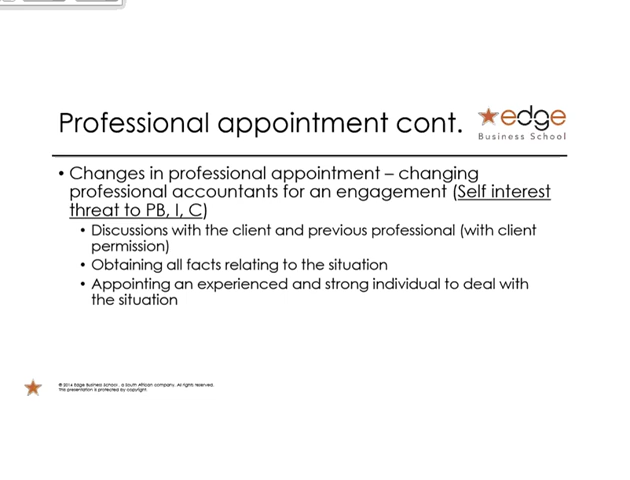 Professional appointment cont.
edge
Business School
• Changes in professional appointment – changing
professional accountants for an engagement (Self interest
threat to PB, I, C)
• Discussions with the client and previous professional (with client
permission)
• Obtaining all facts relating to the situation
• Appointing an experienced and strong individual to deal with
the situation
© 2016 Edge Business School, a South African company. All rights reserved.
This presentation is protected by copyright.